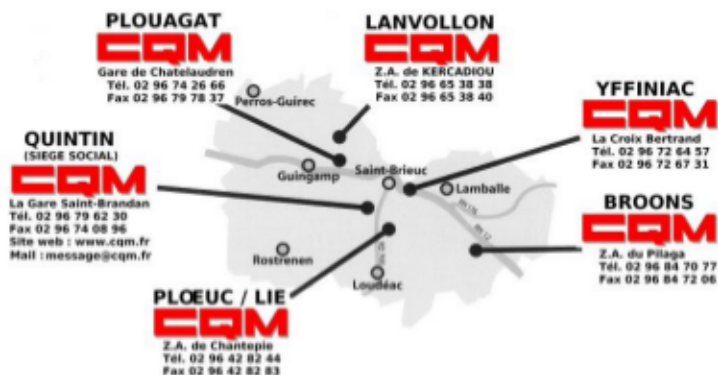 PLOUAGAT
CQM
Gare de Chatelaudren
Tél. 02 96 74 26 66
Fax 02 96 79 78 37
LANVOLLON
CQM
Z.A. de KERCADIOU
Tél. 02 96 65 38 38
Fax 02 96 65 38 40
YFFINIAC
CQM
La Croix Bertrand
Tél. 02 96 72 64 57
Fax 02 96 72 67 31
QUINTIN
(SIEGE SOCIAL)
CQM
La Gare Saint-Brandan
Tél. 02 96 79 62 30
Fax 02 96 74 08 96
Site web : www.cqm.fr
Mail : message@cqm.fr
BROONS
CQM
Z.A. du Pilaga
Tél. 02 96 84 70 77
Fax 02 96 84 72 06
PLŒUC / LIE
CQM
Z.A. de Chantepie
Tél. 02 96 42 82 44
Fax 02 96 42 82 83
Perros-Guirec
Guingamp
Saint-Brieuc
Lamballe
Rostrenen
Loudéac
RN 12